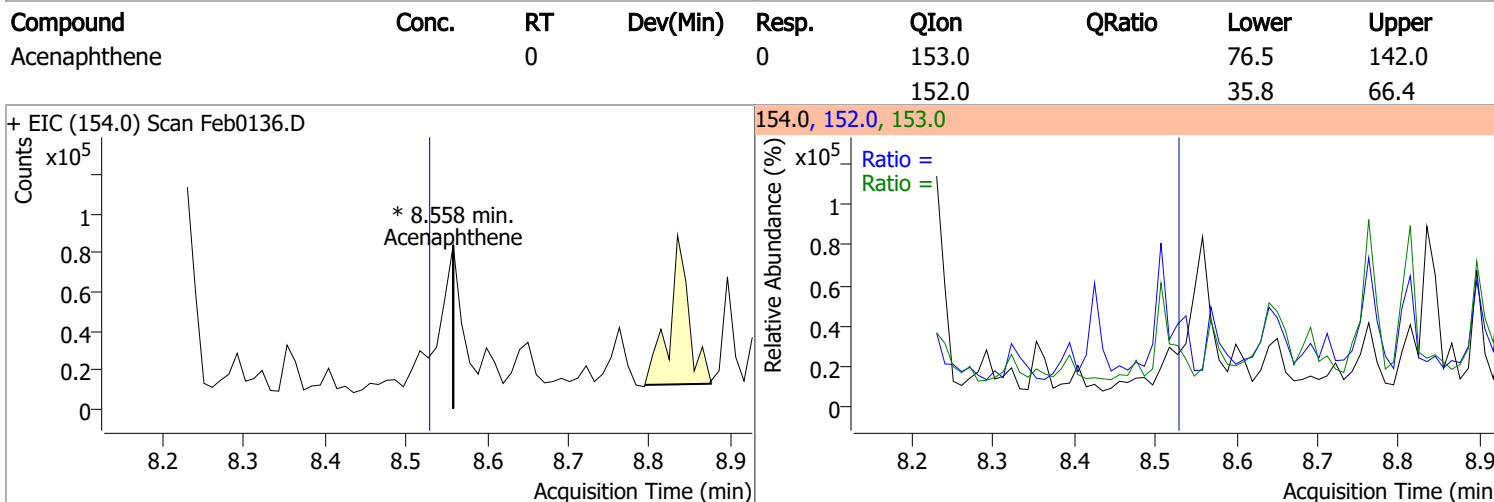 Compound Conc. RT Dev(Min) Resp. QIon QRatio Lower Upper
Acenaphthene 0 0 153.0 76.5 142.0
152.0 35.8 66.4
+ EIC (154.0) Scan Feb0136.D
Counts
x10⁵
1
0.8
0.6
0.4
0.2
0
* 8.558 min.
Acenaphthene
8.2 8.3 8.4 8.5 8.6 8.7 8.8 8.9
Acquisition Time (min)
154.0, 152.0, 153.0
Relative Abundance (%)
x10⁵
1
0.8
0.6
0.4
0.2
0
Ratio =
Ratio =
8.2 8.3 8.4 8.5 8.6 8.7 8.8 8.9
Acquisition Time (min